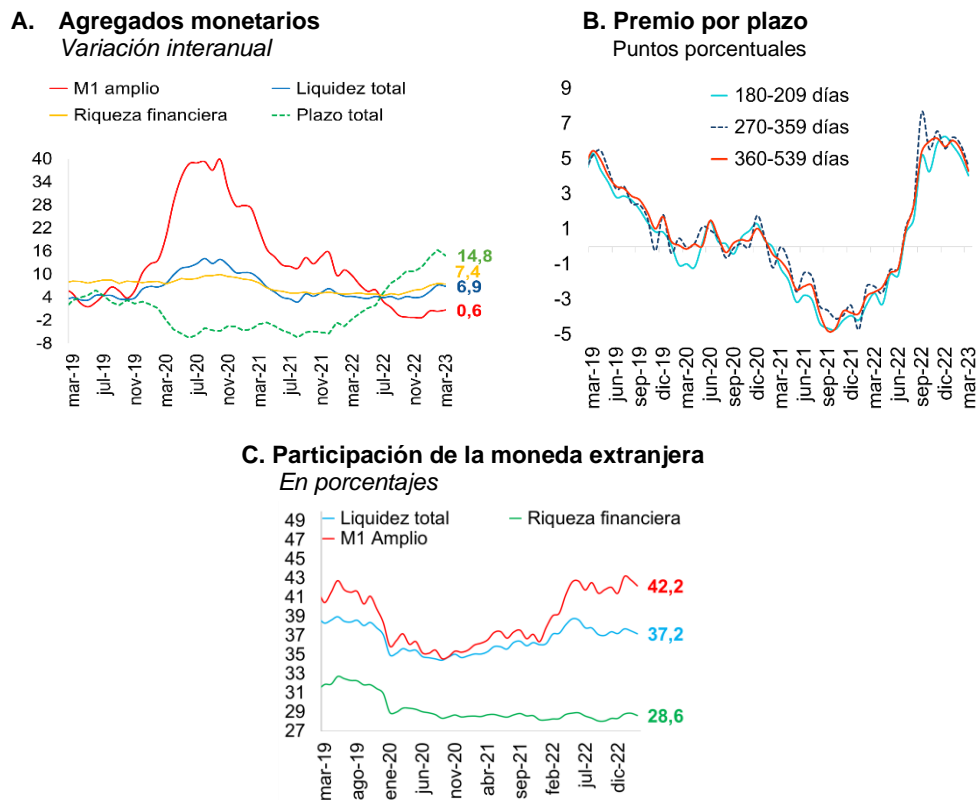 A. Agregados monetarios
Variación interanual
M1 amplio
Liquidez total
Riqueza financiera
Plazo total
40
34
28
22
16
10
4
-2
-8
14,8
7,4
6,9
0,6
mar-19
jul-19
nov-19
mar-20
jul-20
nov-20
mar-21
jul-21
nov-21
mar-22
jul-22
nov-22
mar-23
B. Premio por plazo
Puntos porcentuales
180-209 días
270-359 días
360-539 días
9
7
5
3
1
-1
-3
-5
mar-19
jun-19
sep-19
dic-19
mar-20
jun-20
sep-20
dic-20
mar-21
jun-21
sep-21
dic-21
mar-22
jun-22
sep-22
dic-22
mar-23
C. Participación de la moneda extranjera
En porcentajes
Liquidez total
Riqueza financiera
M1 Amplio
49
47
45
43
41
39
37
35
33
31
29
27
42,2
37,2
28,6
mar-19
ago-19
ene-20
jun-20
nov-20
abr-21
sep-21
feb-22
jul-22
dic-22